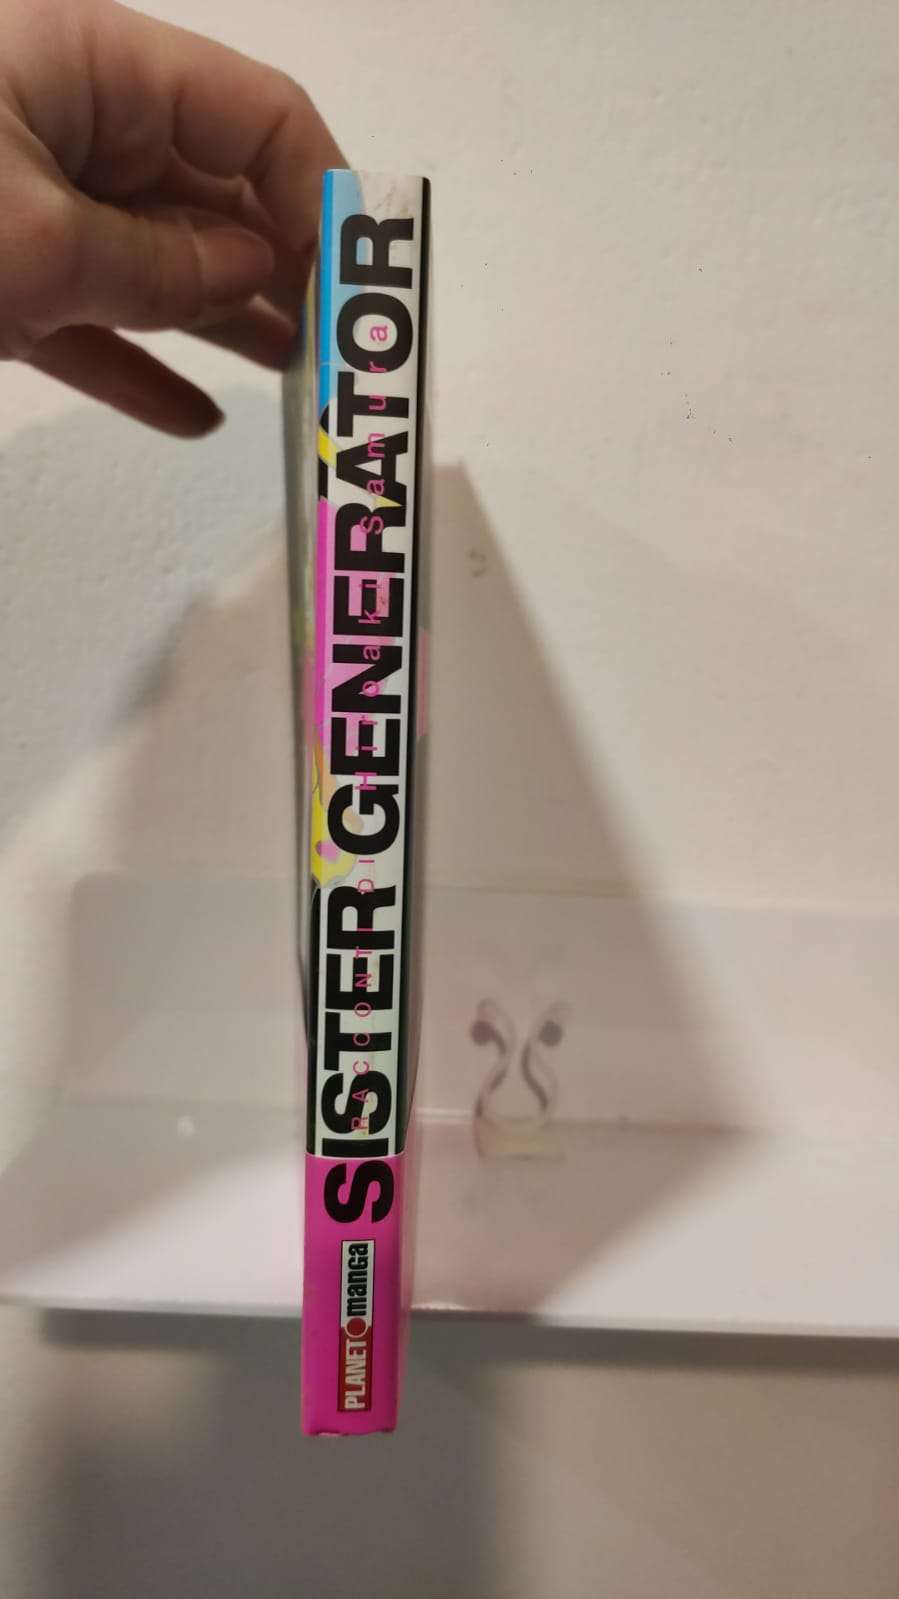 SISTER GENERATOR
RACCONTI DI Hiroaki Samura
PLANET manga